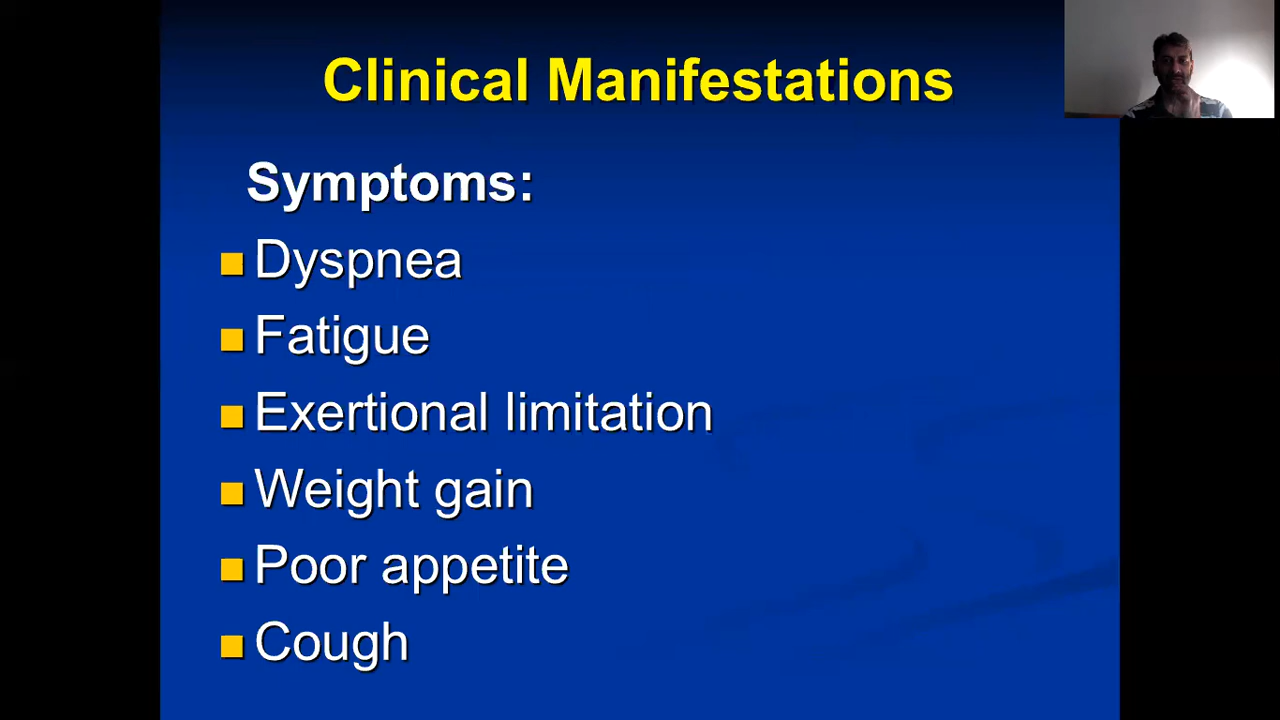 Clinical Manifestations
Symptoms:
Dyspnea
Fatigue
Exertional limitation
Weight gain
Poor appetite
Cough